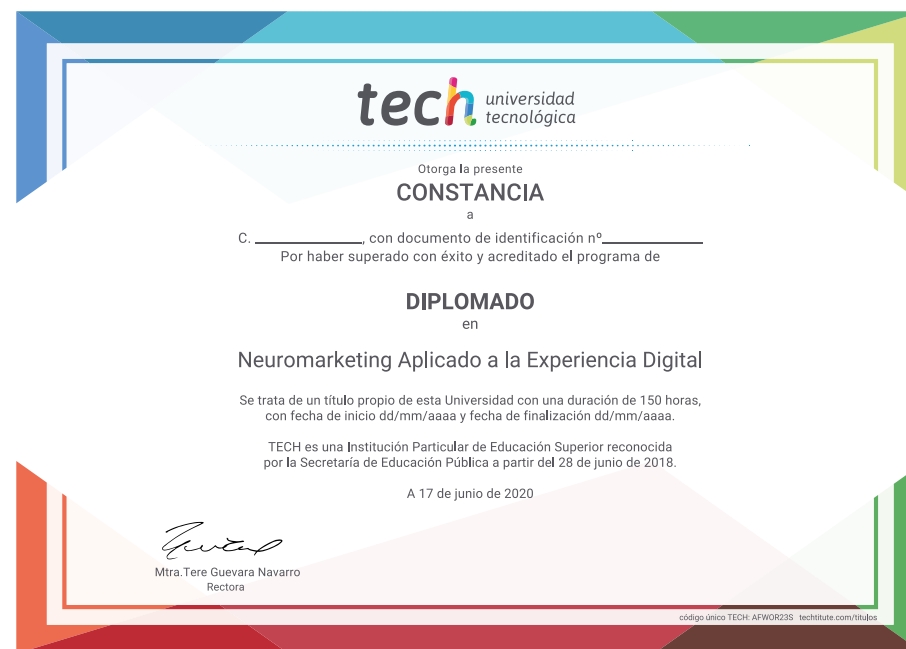 tech universidad
tecnológica
Otorga la presente
CONSTANCIA
a
C. ____________, con documento de identificación nº____________
Por haber superado con éxito y acreditado el programa de
DIPLOMADO
en
Neuromarketing Aplicado a la Experiencia Digital
Se trata de un título propio de esta Universidad con una duración de 150 horas,
con fecha de inicio dd/mm/aaaa y fecha de finalización dd/mm/aaaa.
TECH es una Institución Particular de Educación Superior reconocida
por la Secretaría de Educación Pública a partir del 28 de junio de 2018.
A 17 de junio de 2020
Mtra.Tere Guevara Navarro
Rectora
código único TECH: AFWOR23S techtitute.com/titulos